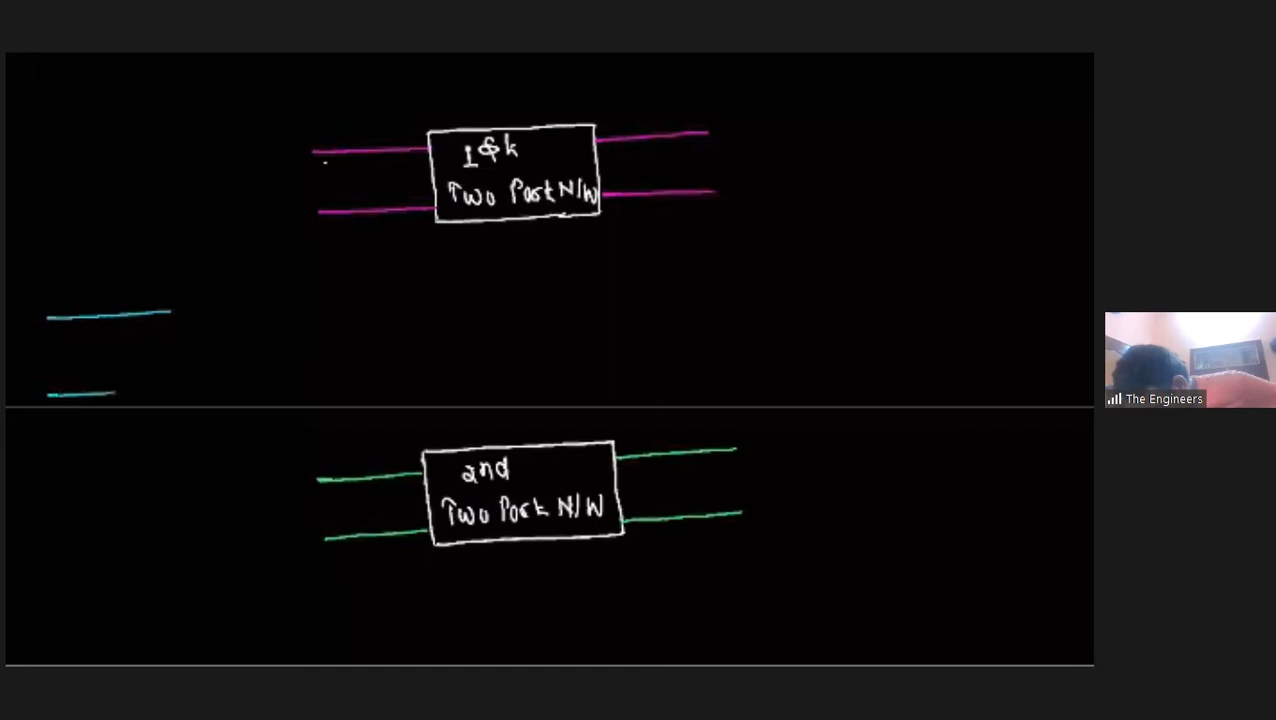 1st
Two Port N/W
2nd
Two Port N/W
The Engineers